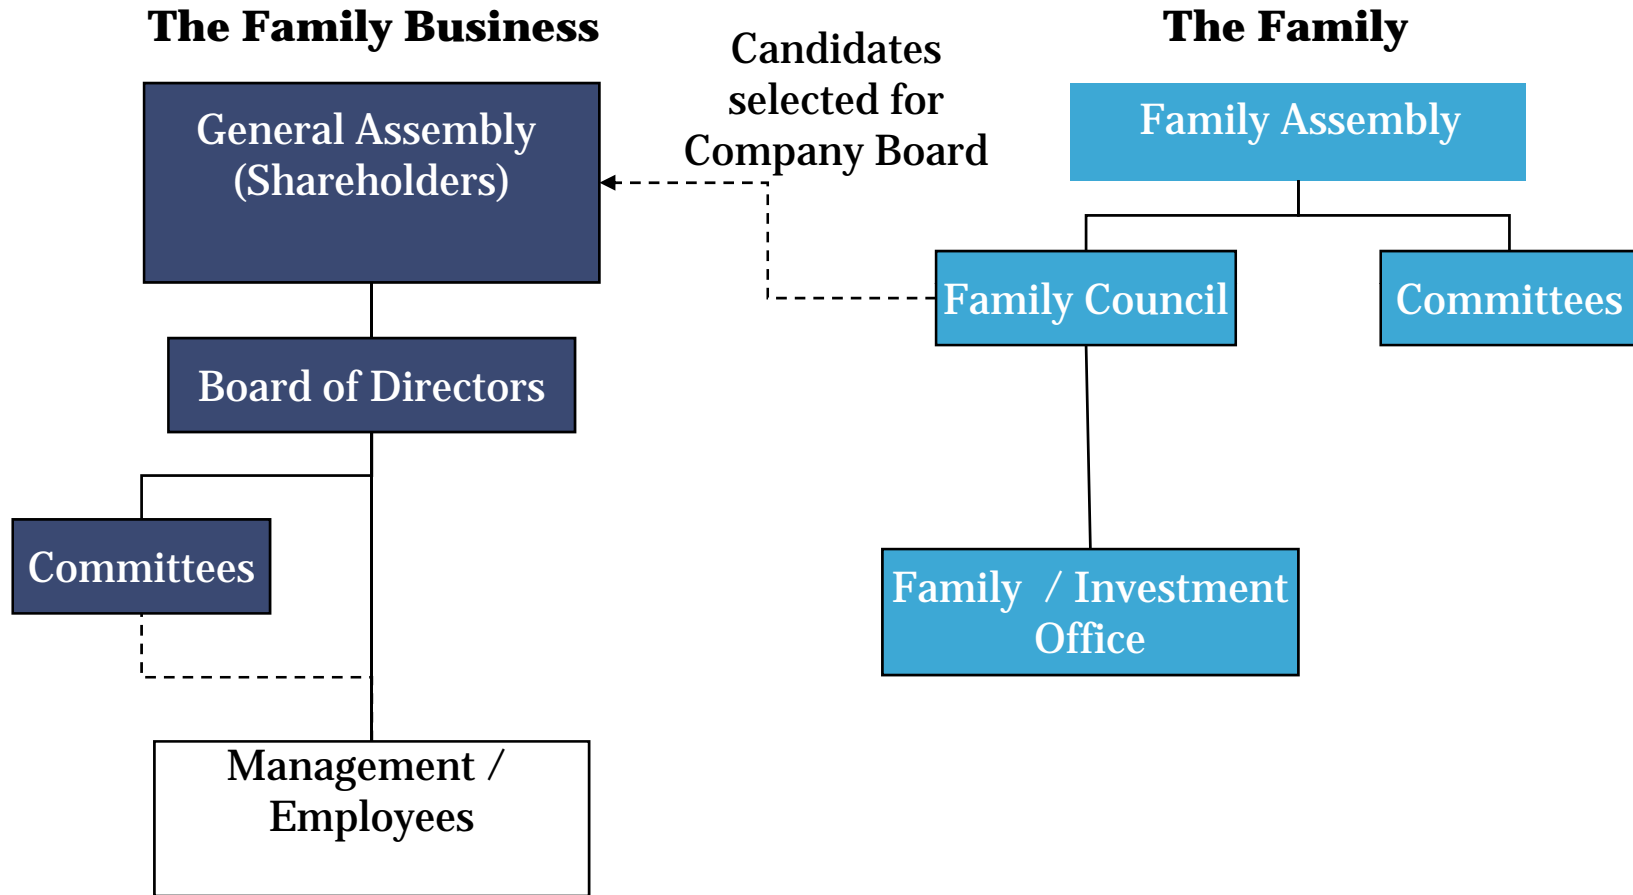 The Family Business
The Family
Candidates
selected for
Company Board
General Assembly
(Shareholders)
Family Assembly
Family Council
Committees
Board of Directors
Committees
Family / Investment
Office
Management /
Employees